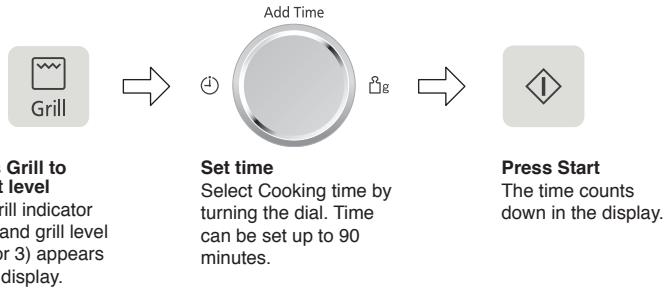 Add Time
Grill
g
Grill to
level
indicator
and grill level
3) appears
display.
Set time
Select Cooking time by
turning the dial. Time
can be set up to 90
minutes.
Press Start
The time counts
down in the display.